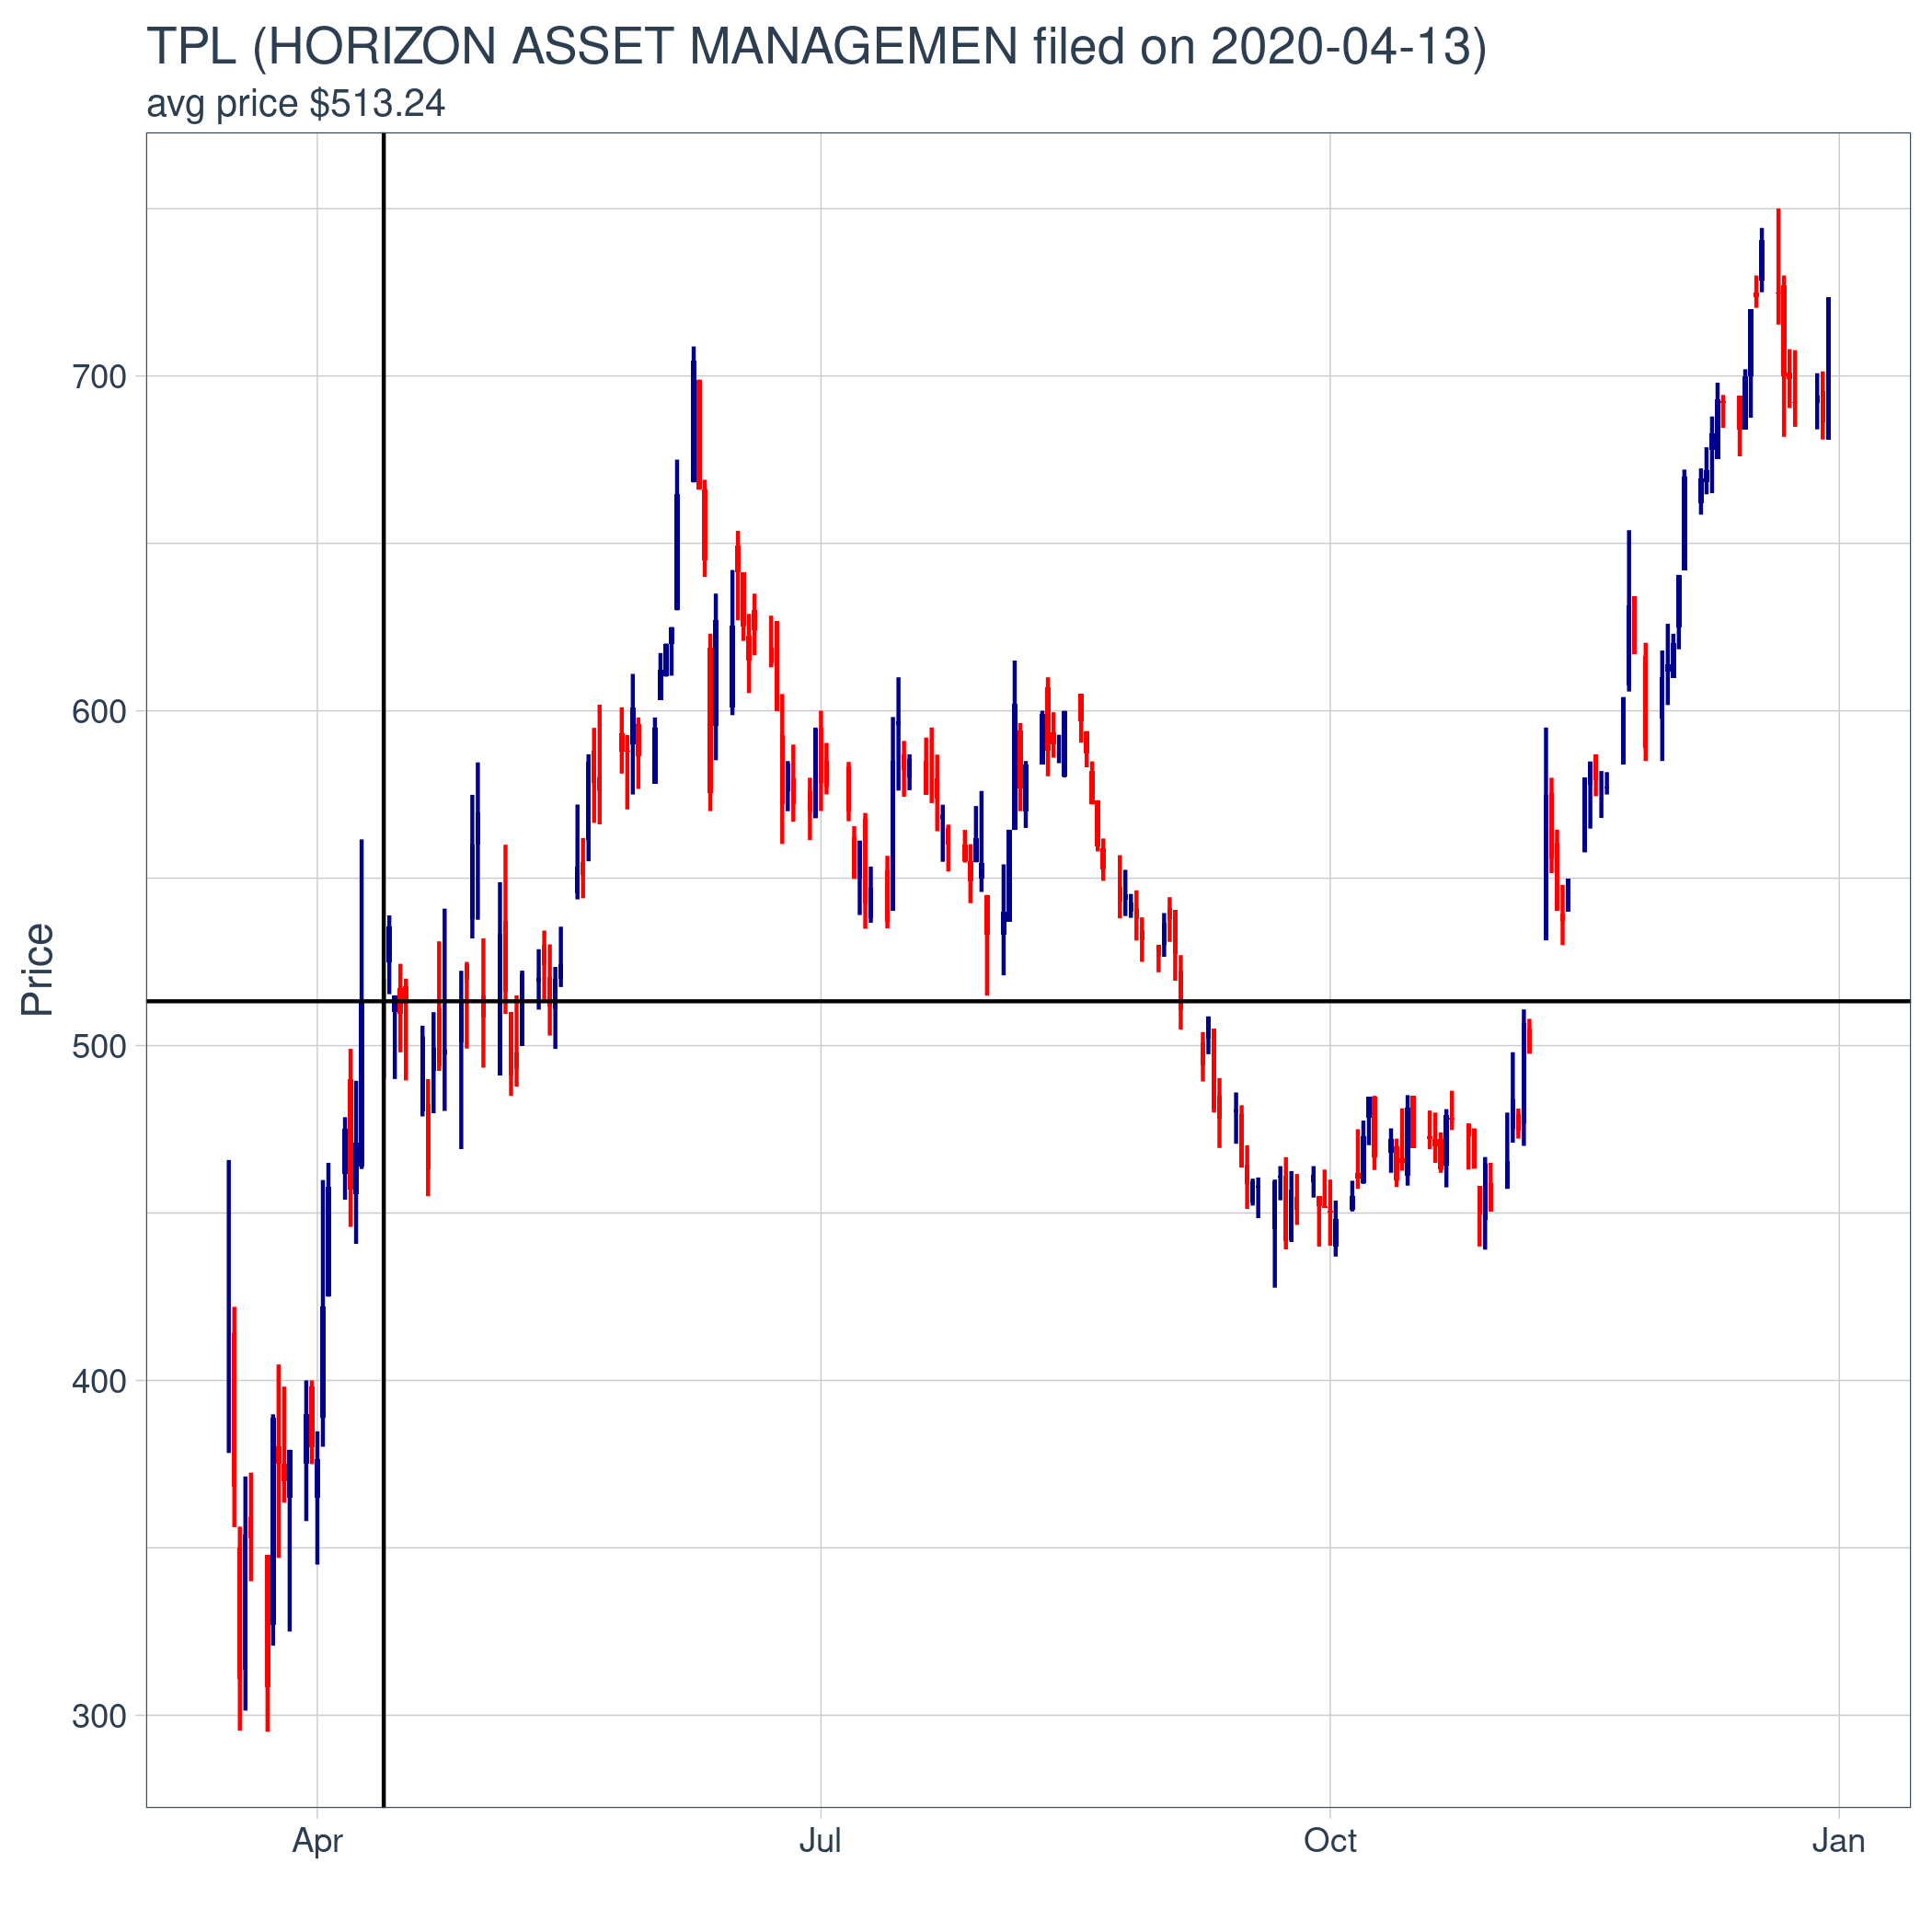 TPL (HORIZON ASSET MANAGEMEN filed on 2020-04-13)
avg price $513.24
Price
700
600
500
400
300
Apr
Jul
Oct
Jan